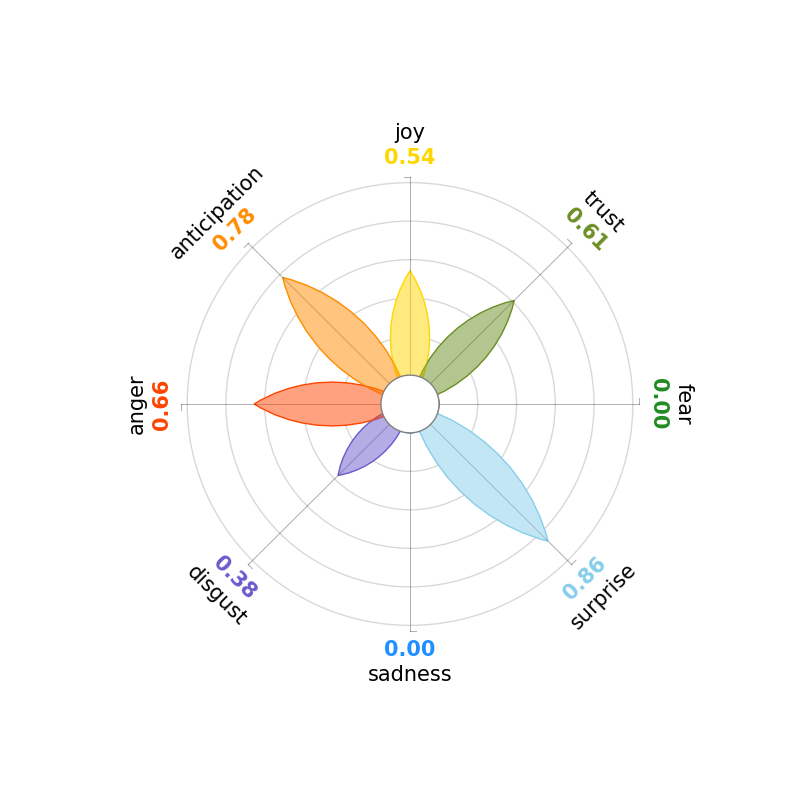 joy
0.54
anticipation
0.78
trust
0.61
anger
0.66
fear
0.00
disgust
0.38
surprise
0.86
0.00
sadness